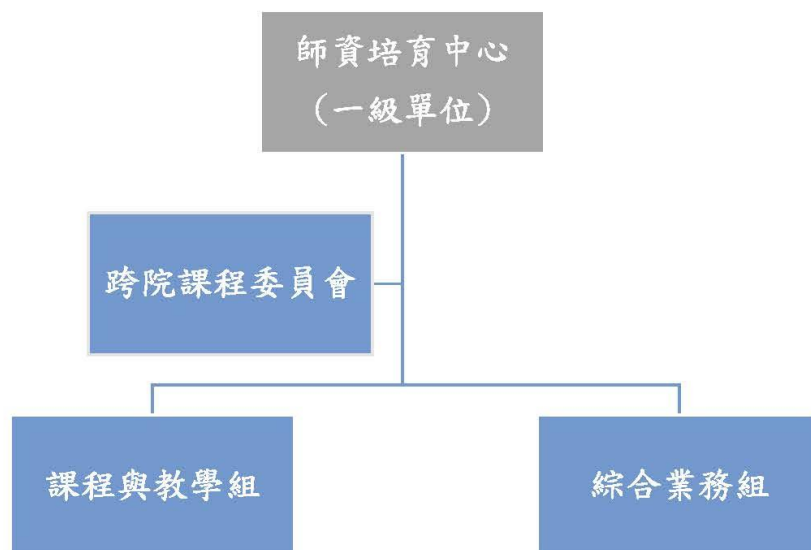 師資培育中心
（一級單位）
跨院課程委員會
課程與教學組
綜合業務組